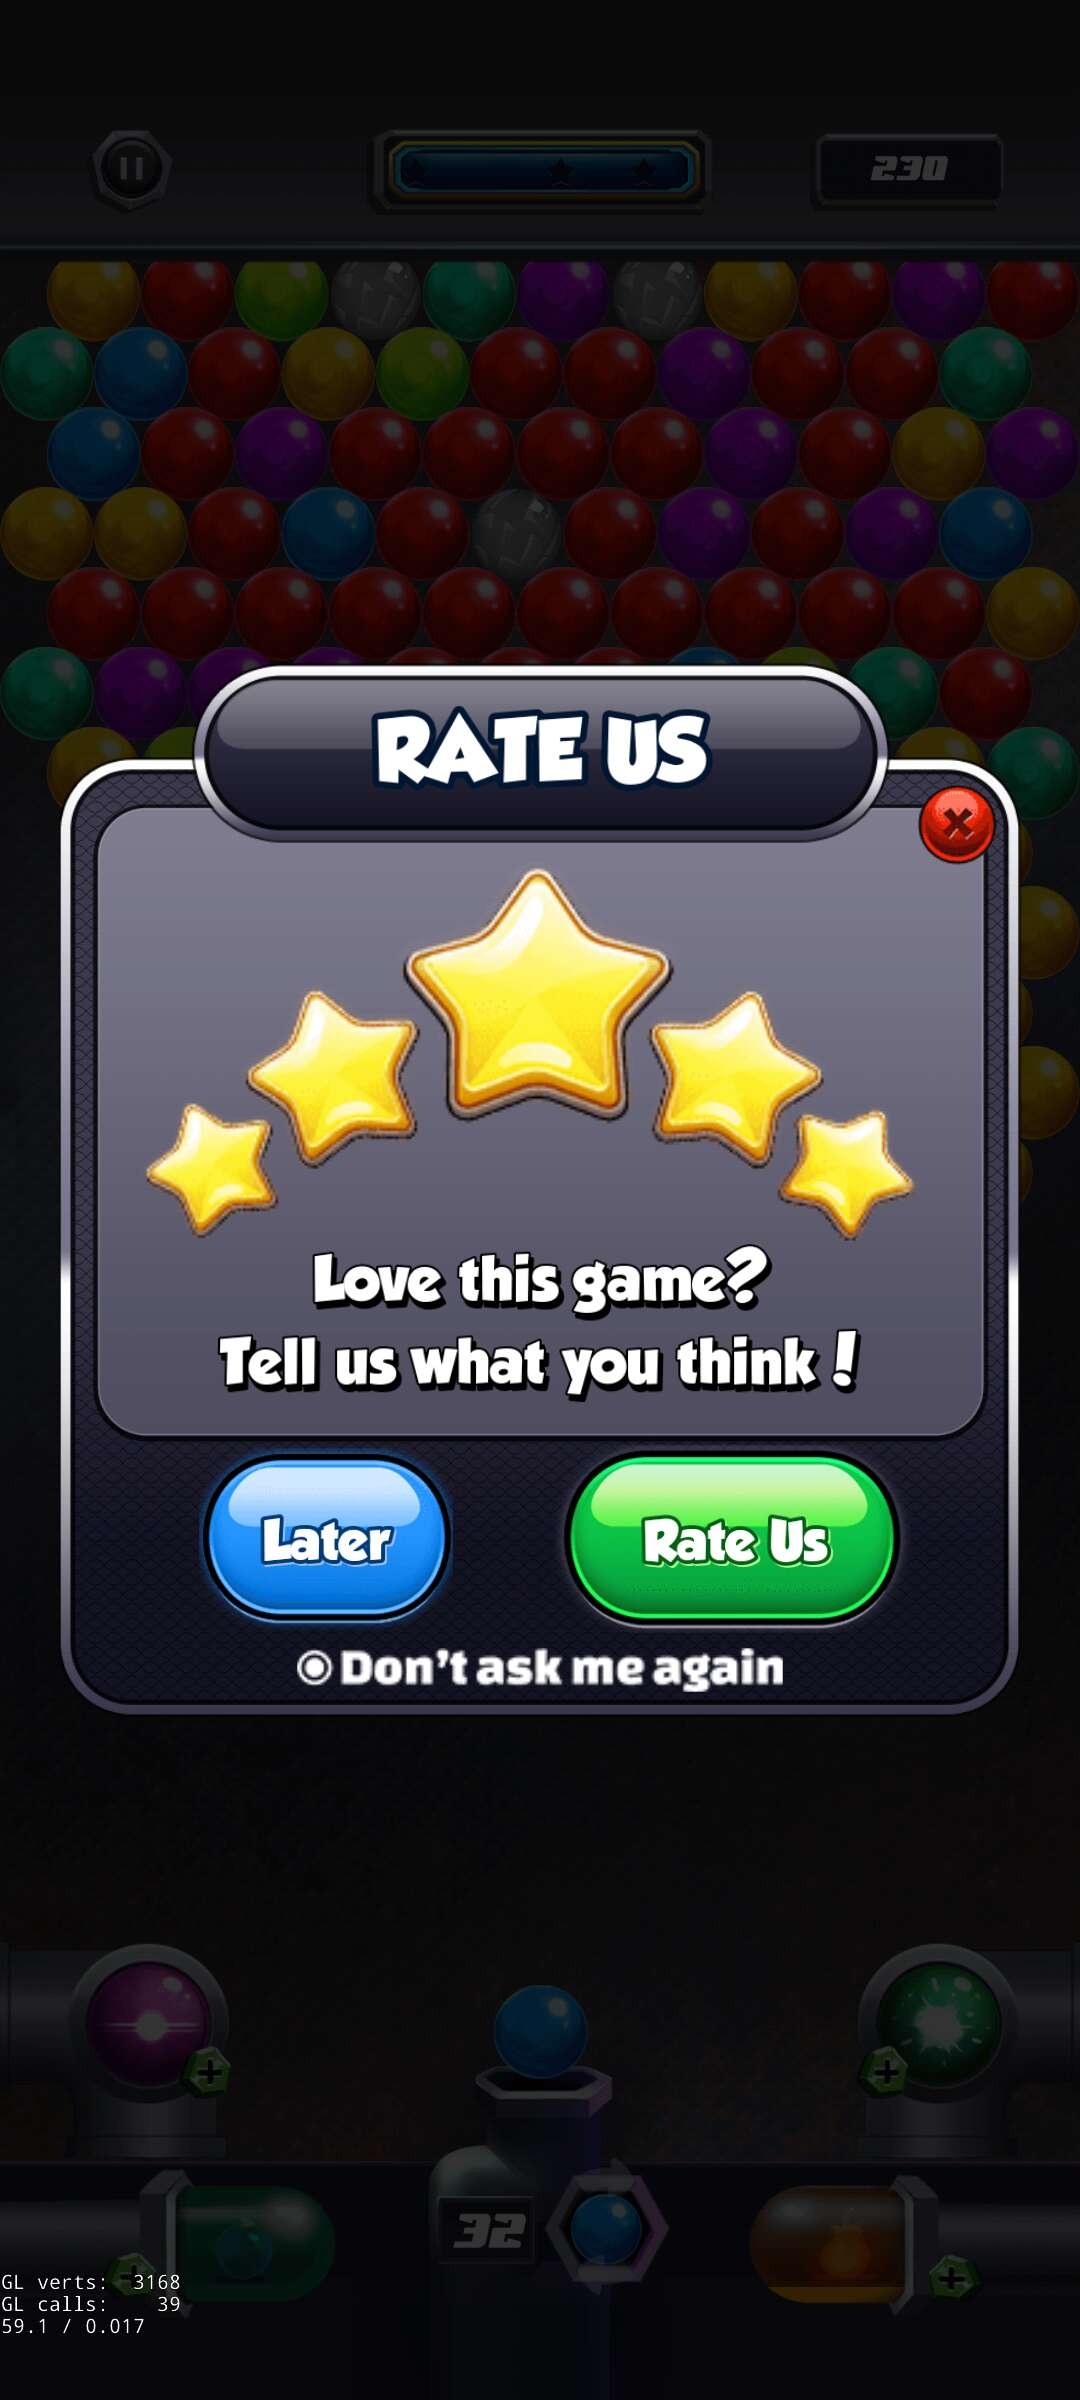 230
RATE US
Love this game?
Tell us what you think!
Later
Rate Us
Don't ask me again
32
GL verts: 3168
GL calls: 39
59.1 / 0.017